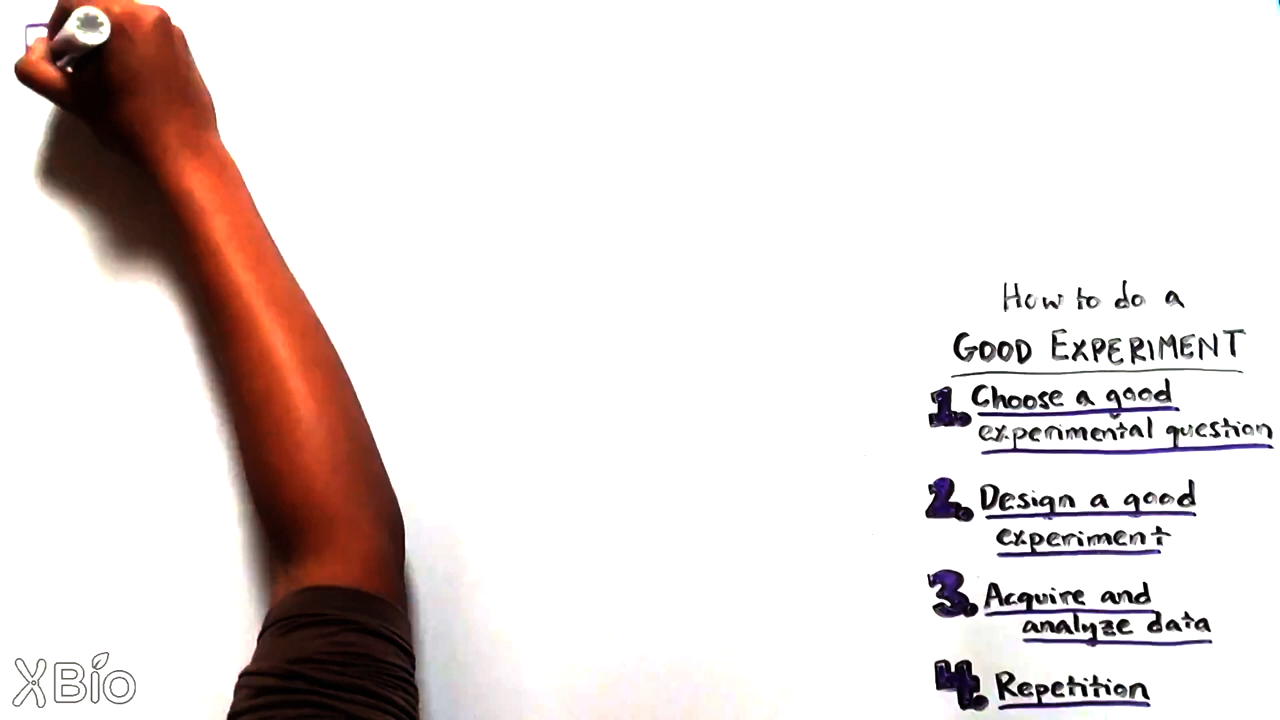 How to do a
GOOD EXPERIMENT
1. Choose a good
experimental question
2. Design a good
experiment
3. Acquire and
analyze data
4. Repetition
XBio